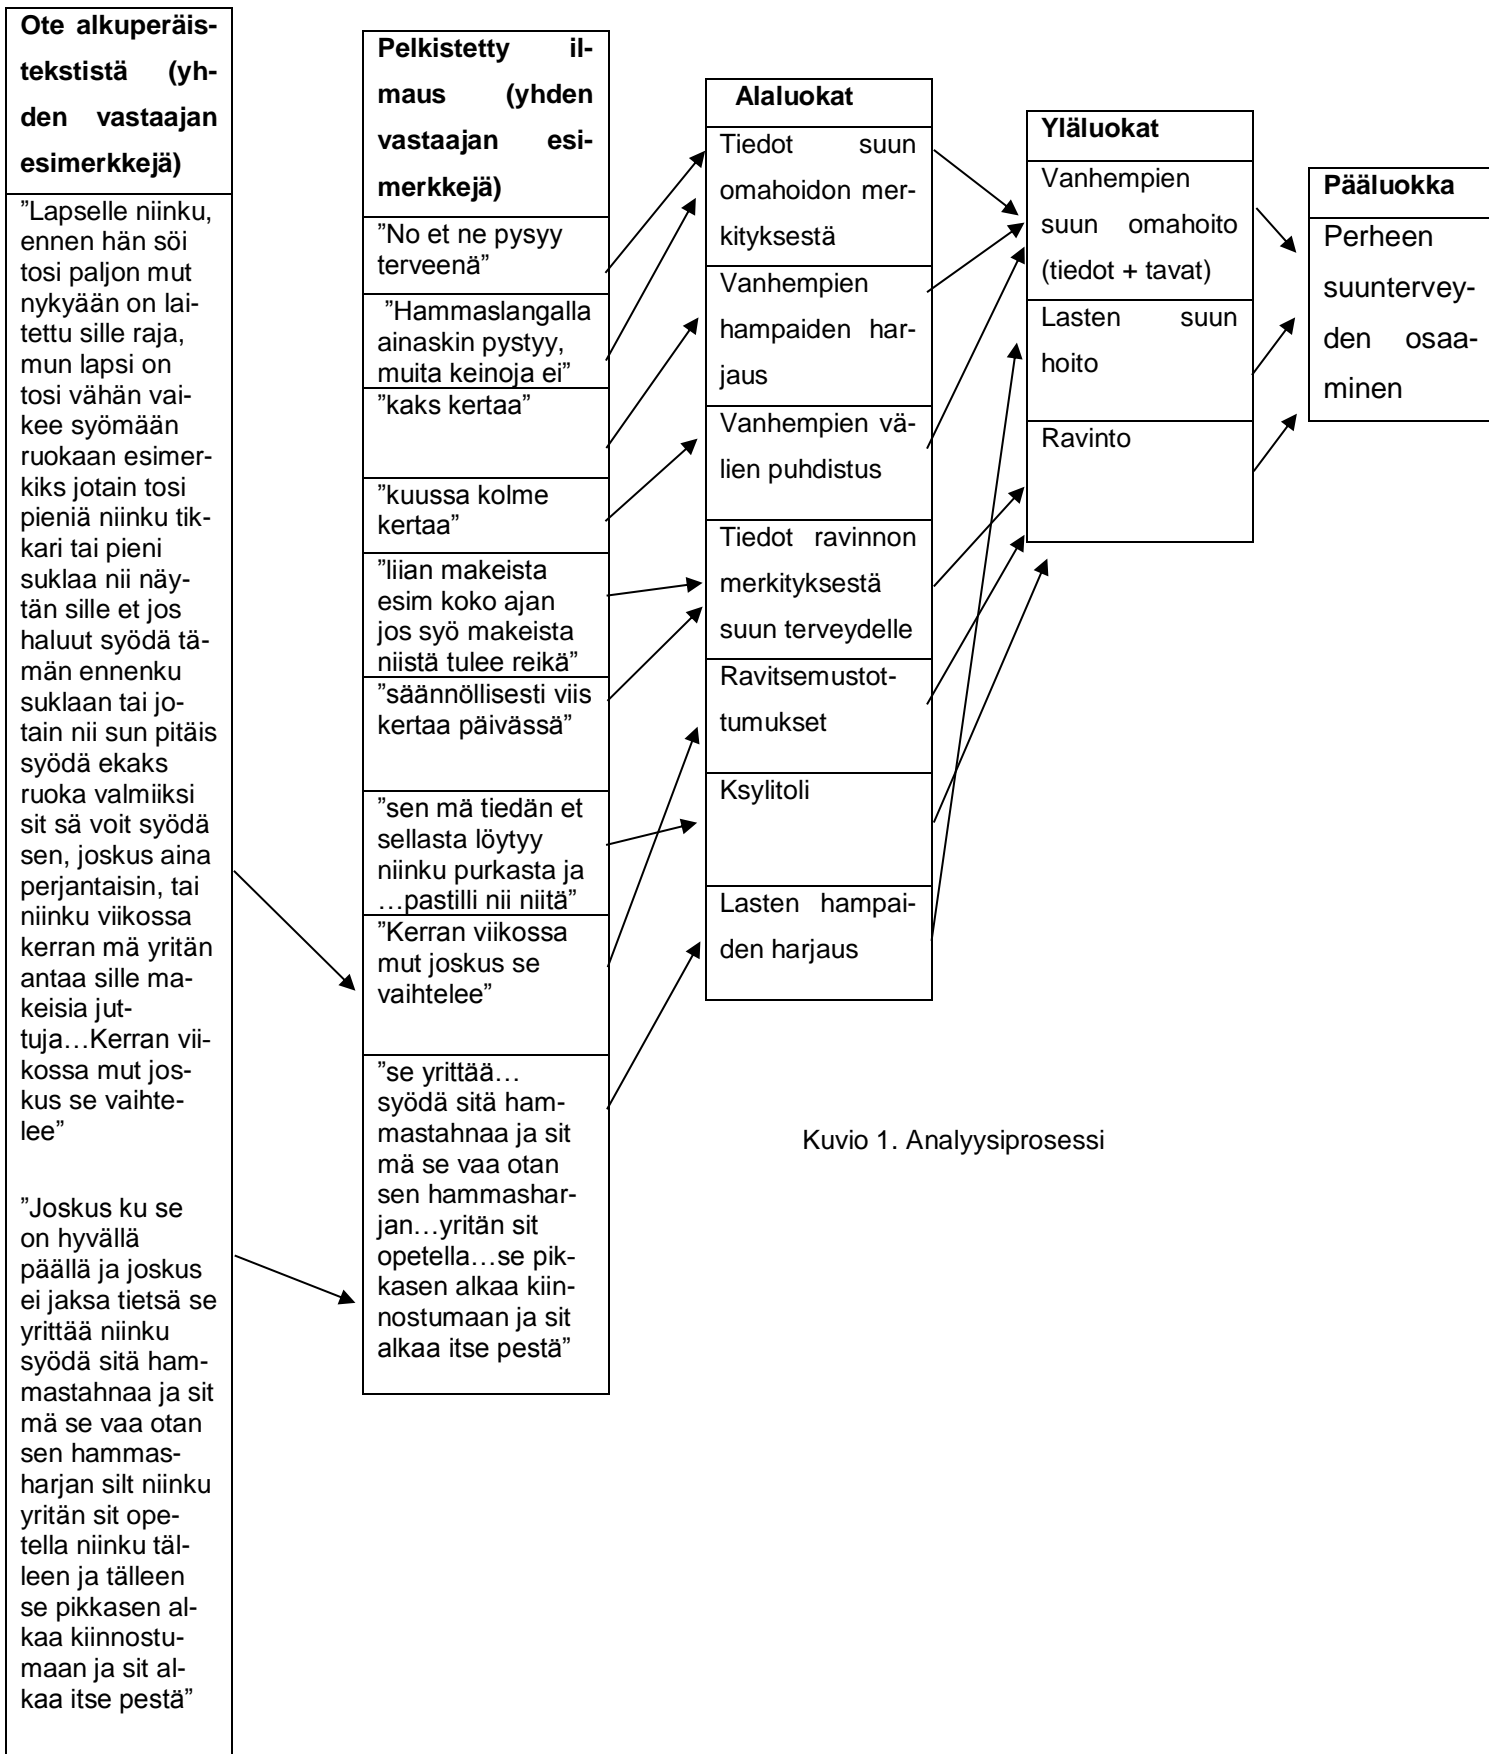 Ote alkuperäis-
tekstistä (yh-
den vastaajan
esimerkkejä)
”Lapselle niinku,
ennen hän söi
tosi paljon mut
nykyään on lai-
tettu sille raja,
mun lapsi on
tosi vähän vai-
kee syömään
ruokaan esimer-
kiks jotain tosi
pieniä niinku tik-
kari tai pieni
suklaa nii näy-
tän sille et jos
haluut syödä tä-
män ennenku
suklaan tai jo-
tain nii sun pitäis
syödä ekaks
ruoka valmiiksi
sit sä voit syödä
sen, joskus aina
perjantaisin, tai
niinku viikossa
kerran mä yritän
antaa sille ma-
keisia jut-
tuja…Kerran vii-
kossa mut jos-
kus se vaihte-
lee”
”Joskus ku se
on hyvällä
päällä ja joskus
ei jaksa tietsä se
yrittää niinku
syödä sitä ham-
mastahnaa ja sit
mä se vaa otan
sen hammas-
harjan silt niinku
yritän sit ope-
tella niinku täl-
leen ja tälleen
se pikkasen al-
kaa kiinnostu-
maan ja sit al-
kaa itse pestä”
Pelkistetty il-
maus (yhden
vastaajan esi-
merkkejä)
”No et ne pysyy
terveenä”
”Hammaslangalla
ainaskin pystyy,
muita keinoja ei”
”kaks kertaa”
”kuussa kolme
kertaa”
”liian makeista
esim koko ajan
jos syö makeista
niistä tulee reikä”
”säännöllisesti viis
kertaa päivässä”
”sen mä tiedän et
sellasta löytyy
niinku purkasta ja
…pastilli nii niitä”
”Kerran viikossa
mut joskus se
vaihtelee”
”se yrittää…
syödä sitä ham-
mastahnaa ja sit
mä se vaa otan
sen hammashar-
jan…yritän sit
opetella…se pik-
kasen alkaa kiin-
nostumaan ja sit
alkaa itse pestä”
Alaluokat
Tiedot suun
omahoidon mer-
kityksestä
Vanhempien
hampaiden har-
jaus
Vanhempien vä-
lien puhdistus
Tiedot ravinnon
merkityksestä
suun terveydelle
Ravitsemustot-
tumukset
Ksylitoli
Lasten hampai-
den harjaus
Yläluokat
Vanhempien
suun omahoito
(tiedot + tavat)
Lasten suun
hoito
Ravinto
Pääluokka
Perheen
suutervey-
den osaa-
minen
Kuvio 1. Analyysiprosessi